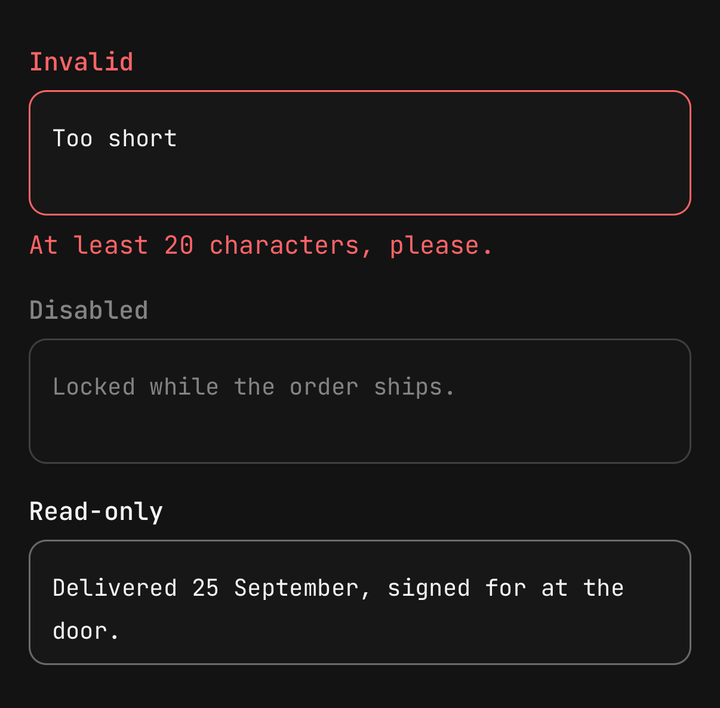 Invalid
Too short
At least 20 characters, please.
Disabled
Locked while the order ships.
Read-only
Delivered 25 September, signed for at the
door.